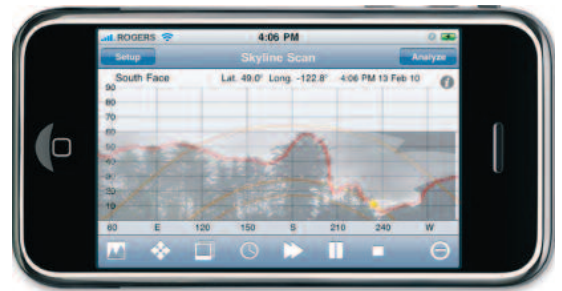 ROGERS 4:06 PM
Setup Skyline Scan Analyze
South Face Lat. 49.0° Long. -122.8° 4:06 PM 13 Feb 10 i
90
80
70
60
50
40
30
20
10
60 E 120 150 S 210 240 W